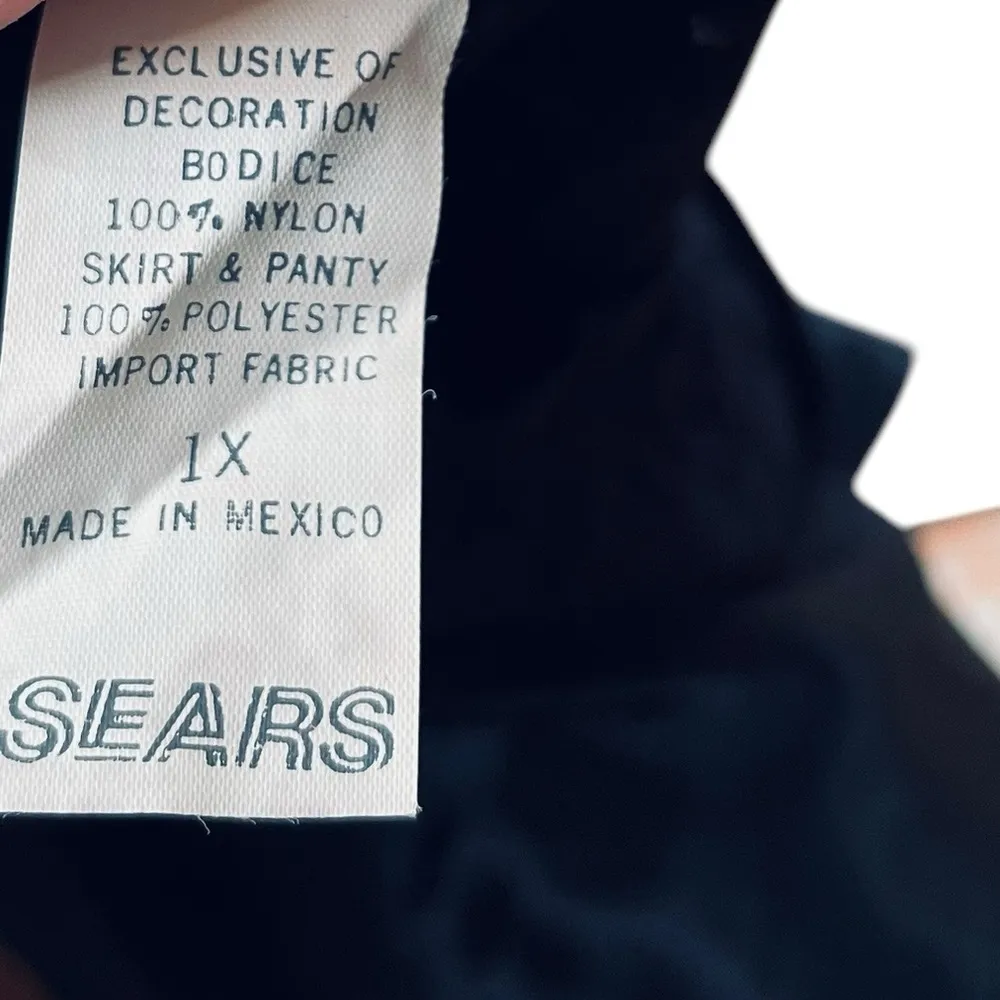 EXCLUSIVE OF
DECORATION
BODICE
100% NYLON
SKIRT & PANTY
100% POLYESTER
IMPORT FABRIC
1X
MADE IN MEXICO
SEARS